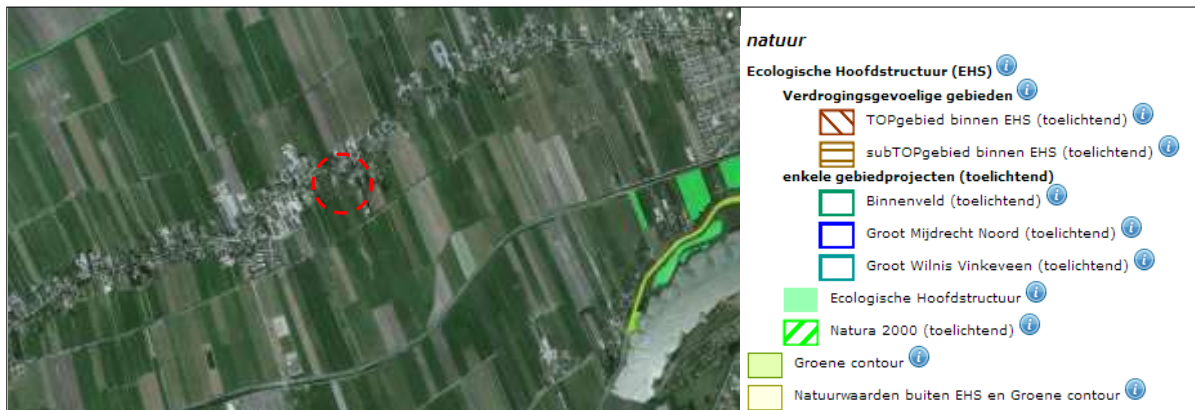 natuur
Ecologische Hoofdstructuur (EHS)
Verdrogingsgevoelige gebieden
TOPgebied binnen EHS (toelichtend)
subTOPgebied binnen EHS (toelichtend)
enkele gebiedprojecten (toelichtend)
Binnenveld (toelichtend)
Groot Mijdrecht Noord (toelichtend)
Groot Wilnis Vinkeveen (toelichtend)
Ecologische Hoofdstructuur
Natura 2000 (toelichtend)
Groene contour
Natuurwaarden buiten EHS en Groene contour